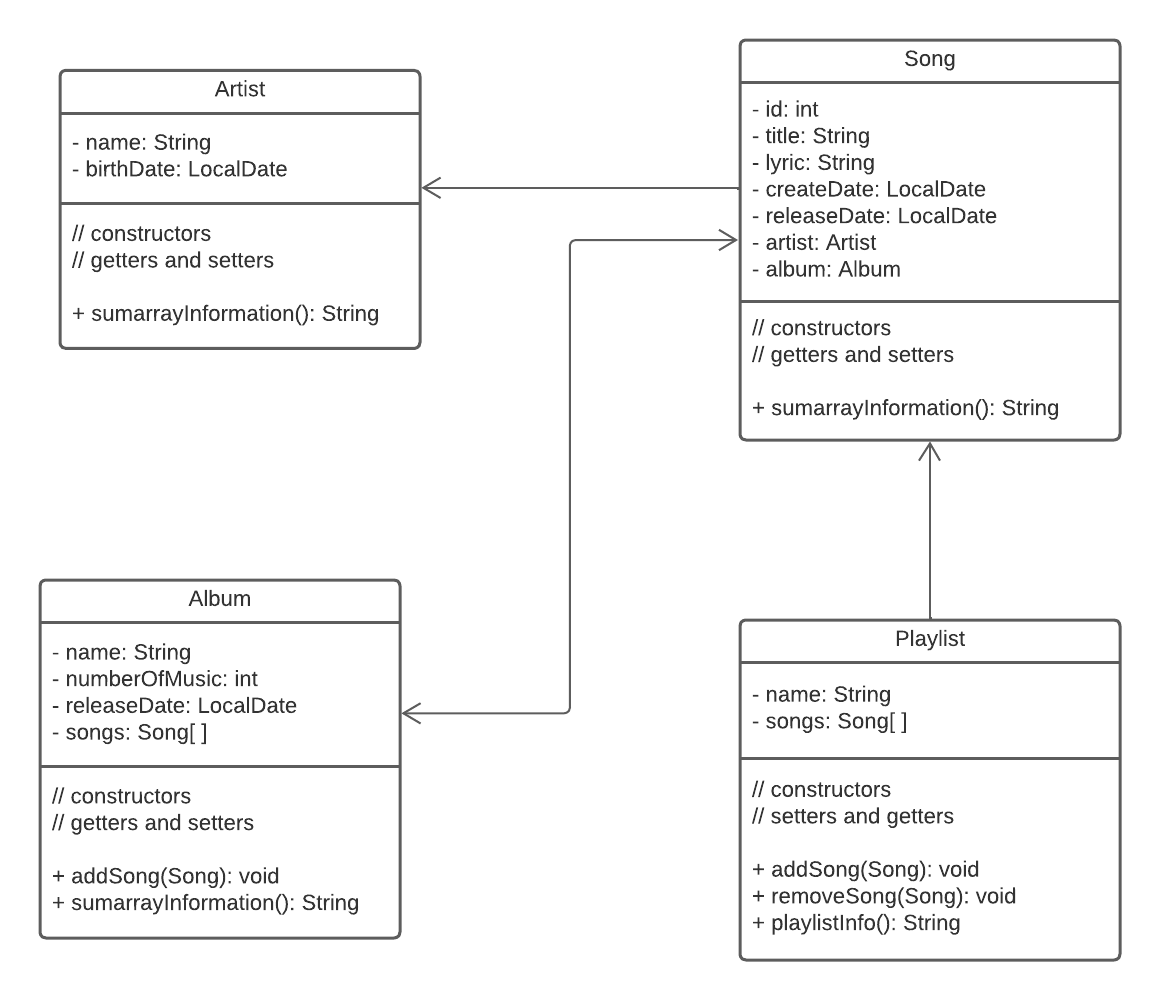 Artist
- name: String
- birthDate: LocalDate
// constructors
// getters and setters
+ sumarrayInformation(): String
Song
- id: int
- title: String
- lyric: String
- createDate: LocalDate
- releaseDate: LocalDate
- artist: Artist
- album: Album
// constructors
// getters and setters
+ sumarrayInformation(): String
Album
- name: String
- numberOfMusic: int
- releaseDate: LocalDate
- songs: Song[ ]
// constructors
// getters and setters
+ addSong(Song): void
+ sumarrayInformation(): String
Playlist
- name: String
- songs: Song[ ]
// constructors
// setters and getters
+ addSong(Song): void
+ removeSong(Song): void
+ playlistInfo(): String